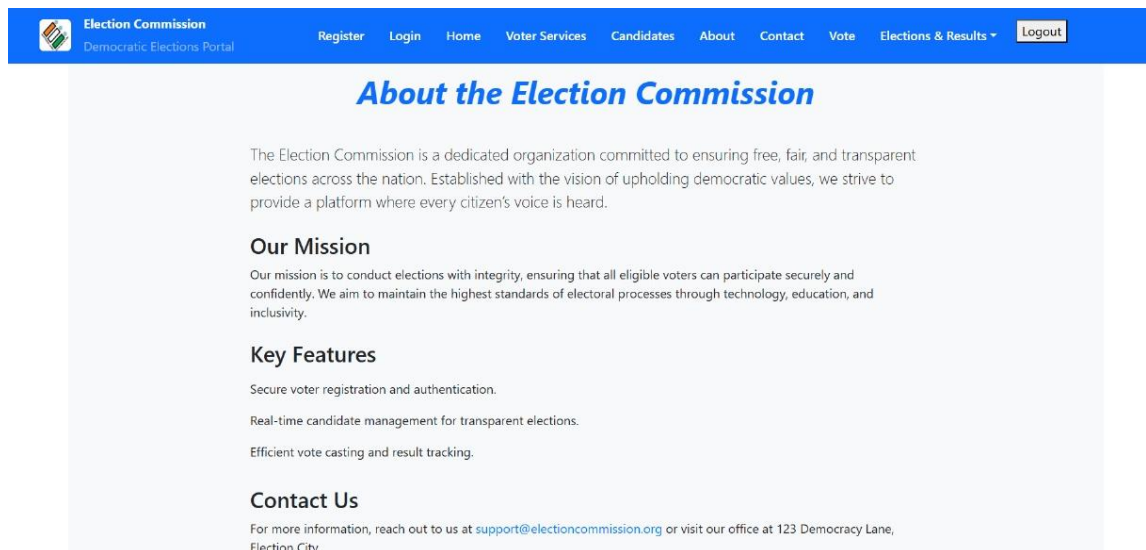 Election Commission
Democratic Elections Portal
Register Login Home Voter Services Candidates About Contact Vote Elections & Results Logout
About the Election Commission
The Election Commission is a dedicated organization committed to ensuring free, fair, and transparent
elections across the nation. Established with the vision of upholding democratic values, we strive to
provide a platform where every citizen's voice is heard.
Our Mission
Our mission is to conduct elections with integrity, ensuring that all eligible voters can participate securely and
confidently. We aim to maintain the highest standards of electoral processes through technology, education, and
inclusivity.
Key Features
Secure voter registration and authentication.
Real-time candidate management for transparent elections.
Efficient vote casting and result tracking.
Contact Us
For more information, reach out to us at support@electioncommission.org or visit our office at 123 Democracy Lane,
Election City